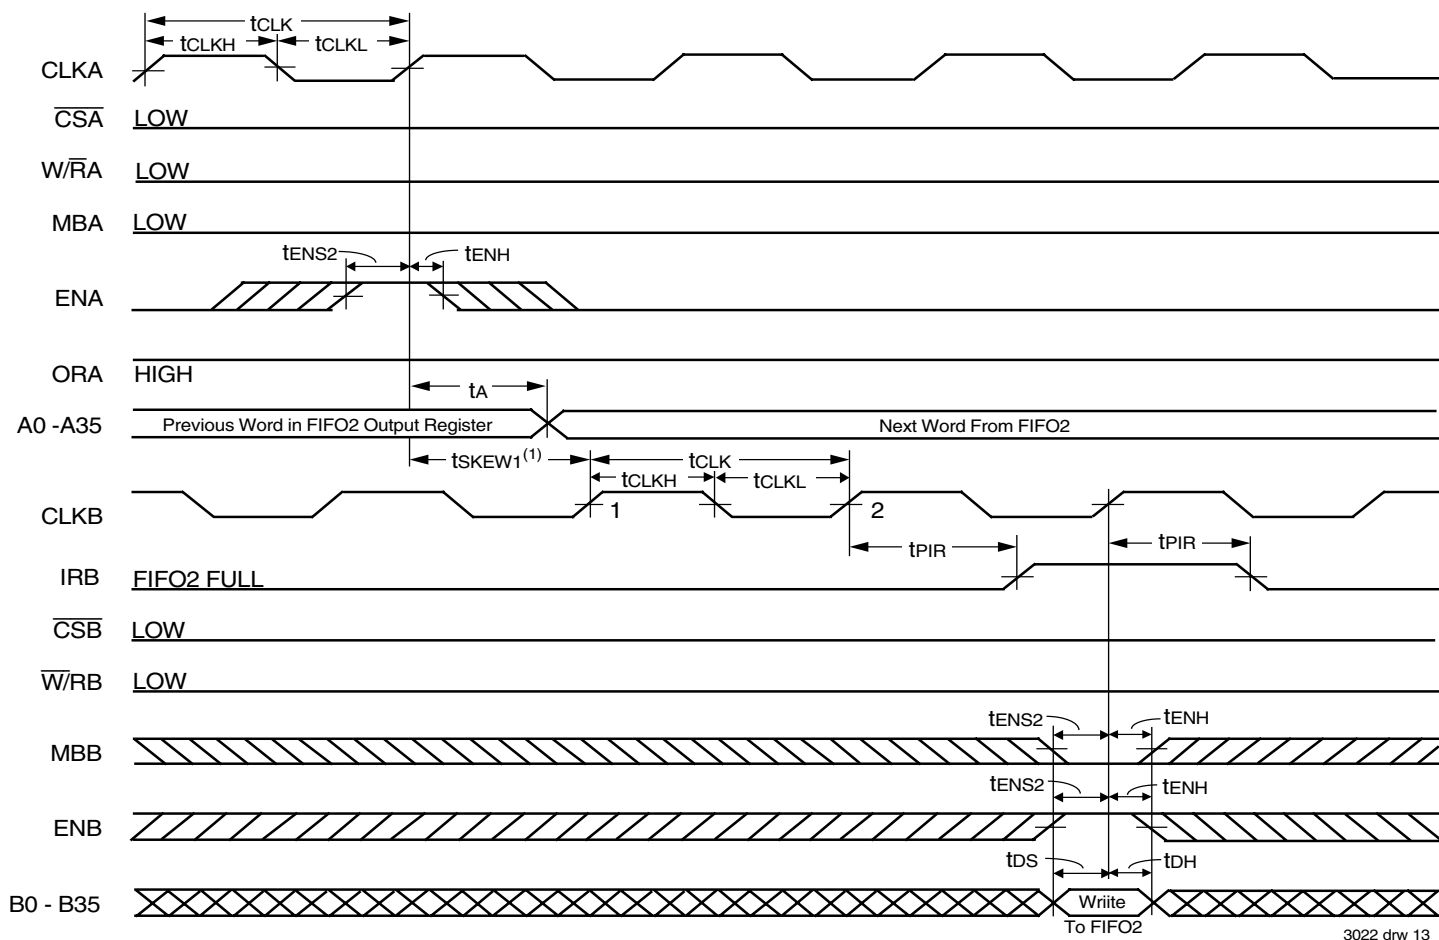 tCLK
tCLKH
tCLKL
CLKA
CSA LOW
W/RA LOW
MBA LOW
tENS2
tENH
ENA
ORA HIGH
tA
A0 -A35
Previous Word in FIFO2 Output Register
Next Word From FIFO2
tSKEW1(1)
tCLK
tCLKH
tCLKL
CLKB
1
2
tPIR
tPIR
IRB FIFO2 FULL
CSB LOW
W/RB LOW
tENS2
tENH
MBB
tENS2
tENH
ENB
tDS
tDH
B0 - B35
Wriite
To FIFO2
3022 drw 13